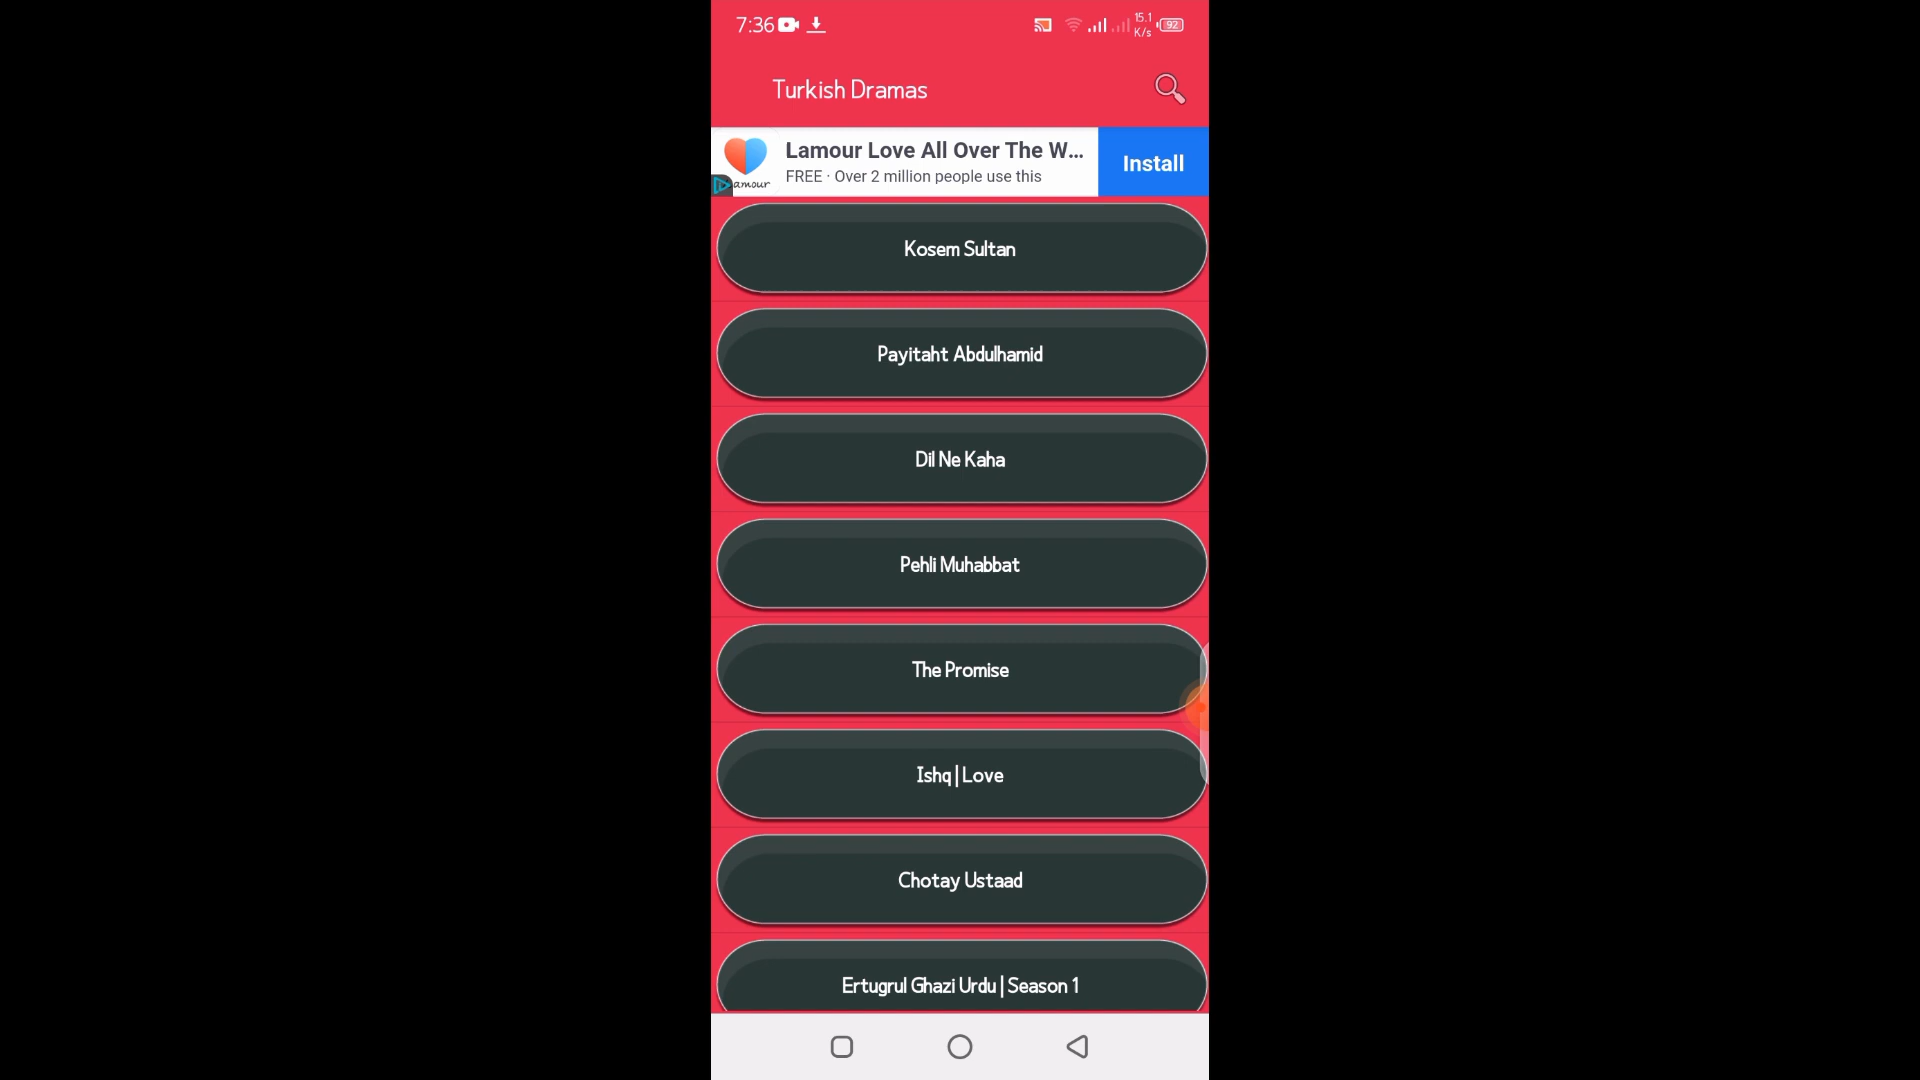 7:36
15.1
K/s
92
Turkish Dramas
Lamour Love All Over The W...
FREE · Over 2 million people use this
amour
Install
Kosem Sultan
Payitaht Abdulhamid
Dil Ne Kaha
Pehli Muhabbat
The Promise
Ishq | Love
Chotay Ustaad
Ertugrul Ghazi Urdu | Season 1